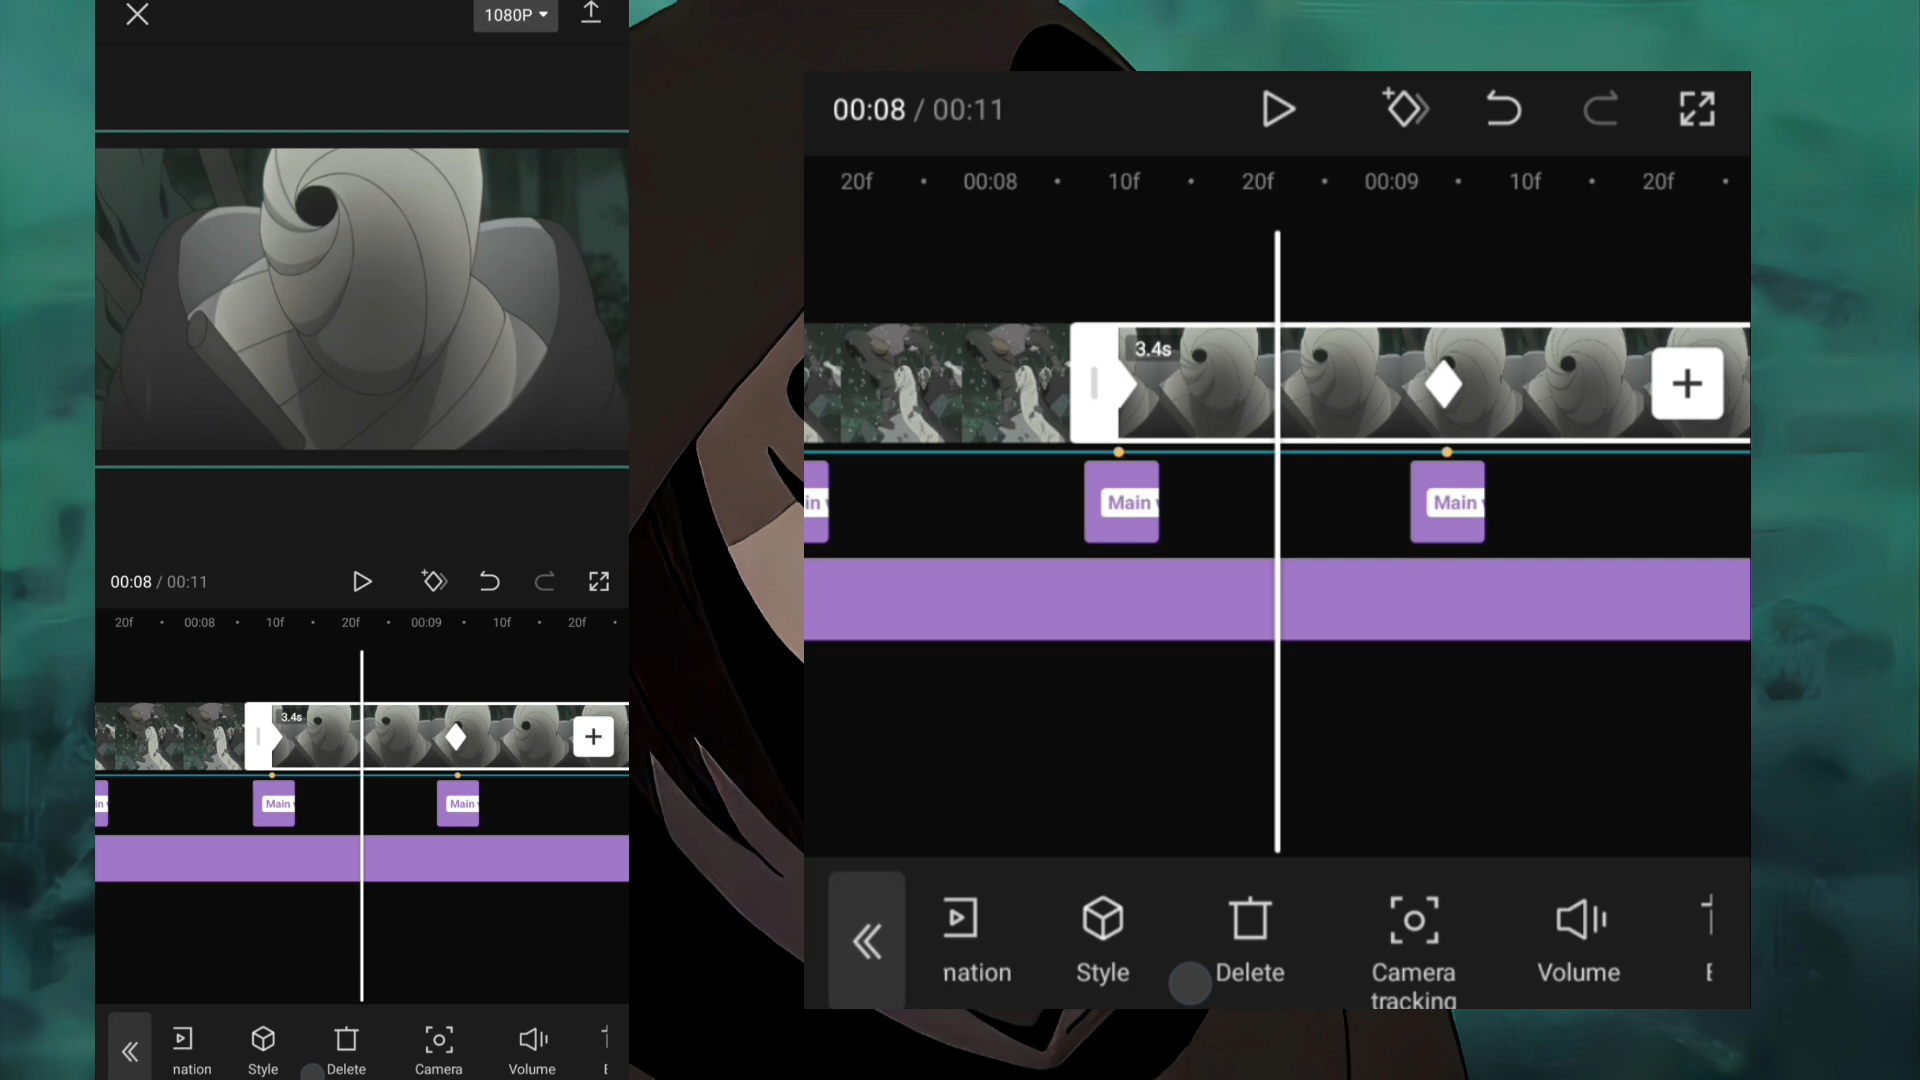 1080P
00:08 / 00:11
20f 00:08 10f 20f 00:09 10f 20f
3.4s
Main
Main
nation Style Delete Camera Volume
00:08 / 00:11
20f 00:08 10f 20f 00:09 10f 20f
3.4s
in
Main
Main
nation Style Delete Camera tracking Volume